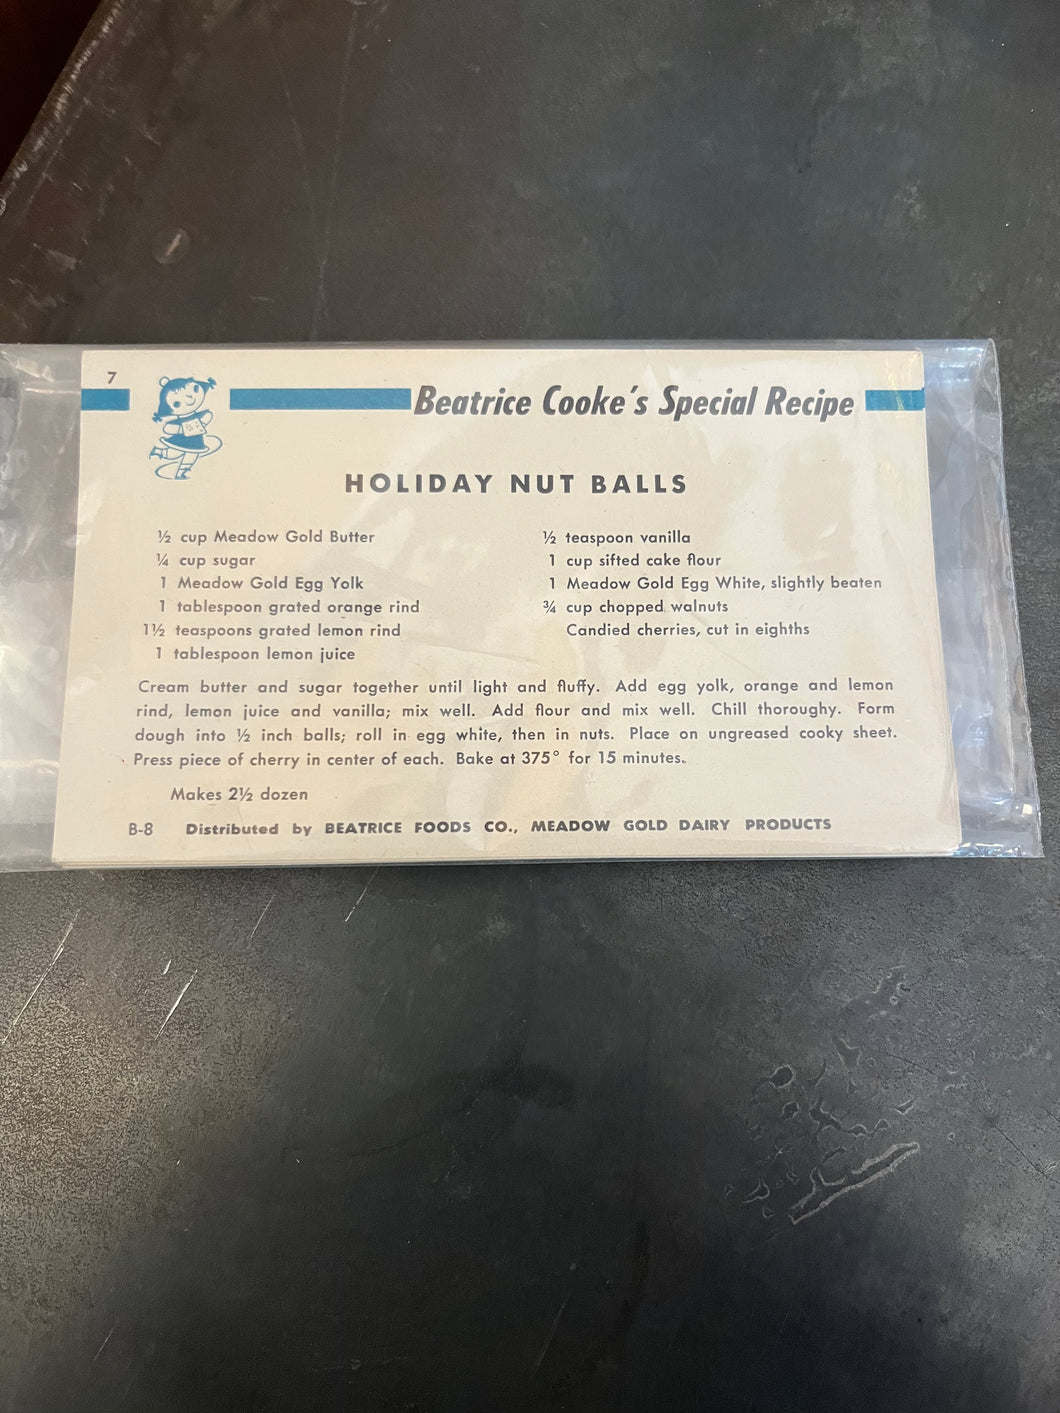 7
Beatrice Cooke's Special Recipe
HOLIDAY NUT BALLS
½ cup Meadow Gold Butter
¼ cup sugar
1 Meadow Gold Egg Yolk
1 tablespoon grated orange rind
1½ teaspoons grated lemon rind
1 tablespoon lemon juice
½ teaspoon vanilla
1 cup sifted cake flour
1 Meadow Gold Egg White, slightly beaten
¾ cup chopped walnuts
Candied cherries, cut in eighths
Cream butter and sugar together until light and fluffy. Add egg yolk, orange and lemon
rind, lemon juice and vanilla; mix well. Add flour and mix well. Chill thoroughy. Form
dough into ½ inch balls; roll in egg white, then in nuts. Place on ungreased cooky sheet.
Press piece of cherry in center of each. Bake at 375° for 15 minutes.
Makes 2½ dozen
B-8 Distributed by BEATRICE FOODS CO., MEADOW GOLD DAIRY PRODUCTS